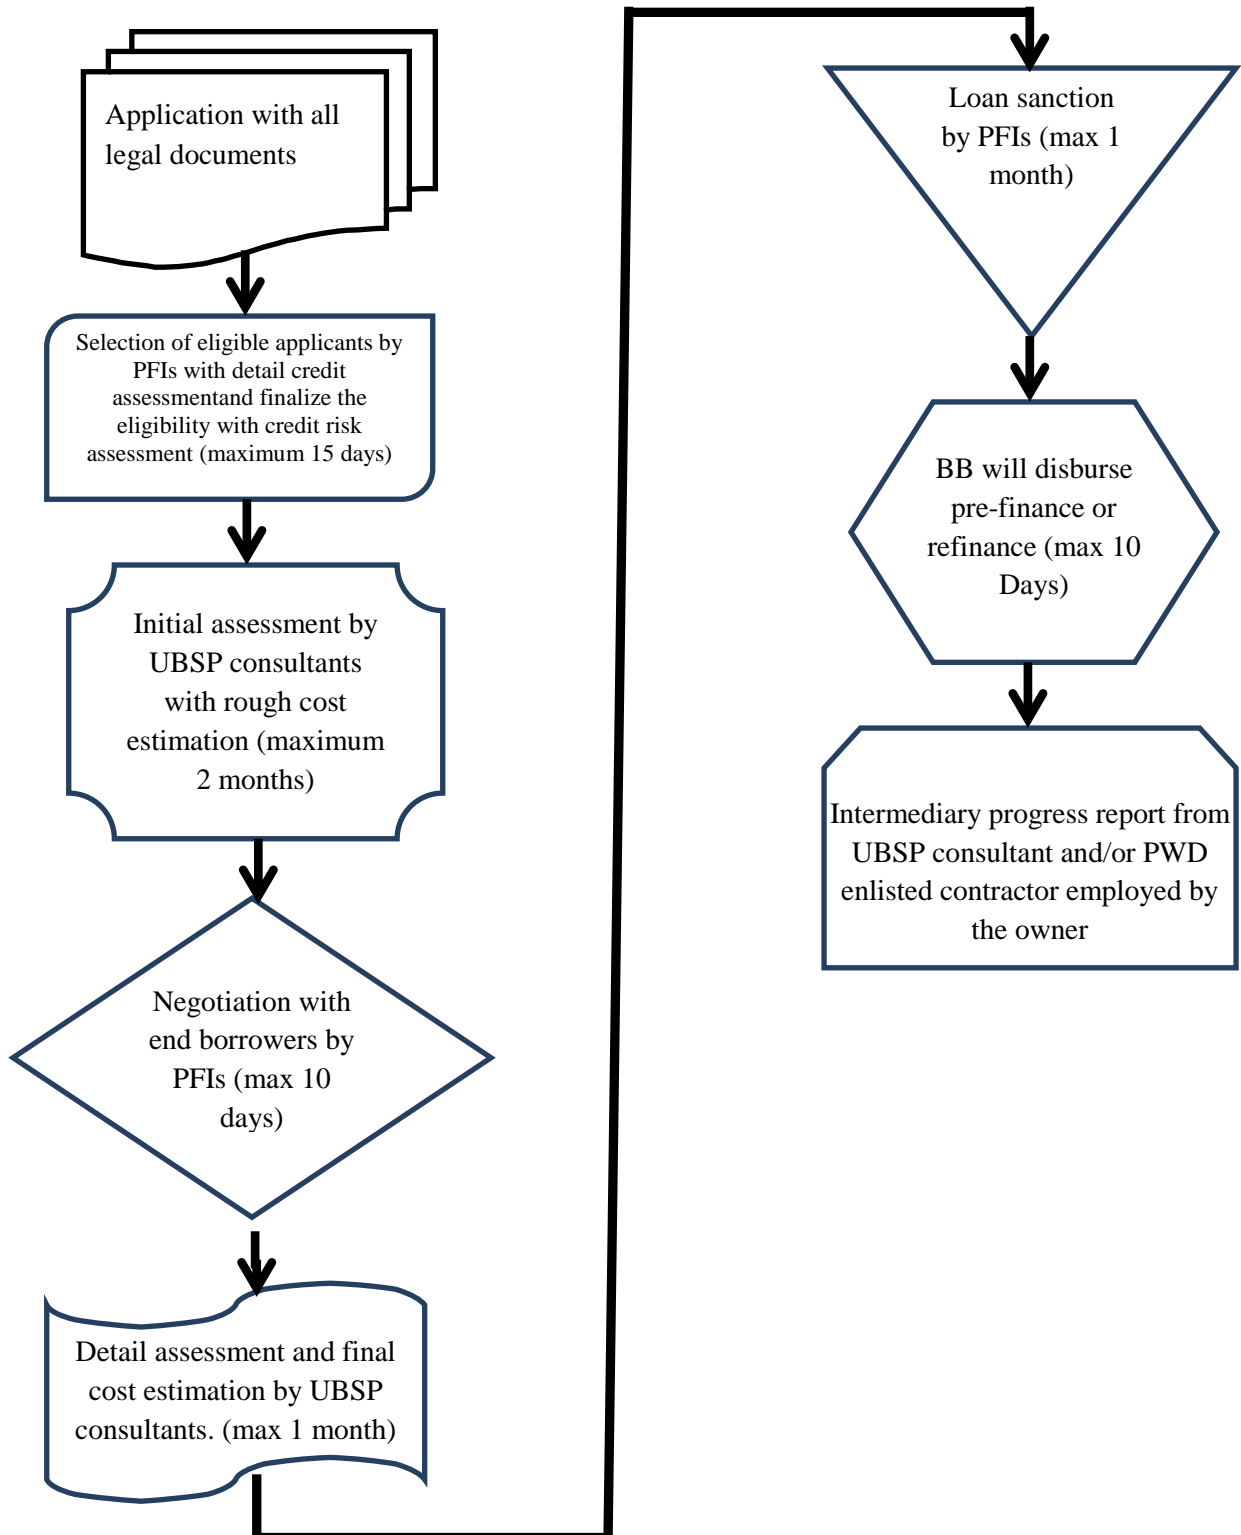 Application with all
legal documents
Selection of eligible applicants by
PFIs with detail credit
assessmentand finalize the
eligibility with credit risk
assessment (maximum 15 days)
Initial assessment by
UBSP consultants
with rough cost
estimation (maximum
2 months)
Negotiation with
end borrowers by
PFIs (max 10
days)
Detail assessment and final
cost estimation by UBSP
consultants. (max 1 month)
Loan sanction
by PFIs (max 1
month)
BB will disburse
pre-finance or
refinance (max 10
Days)
Intermediary progress report from
UBSP consultant and/or PWD
enlisted contractor employed by
the owner